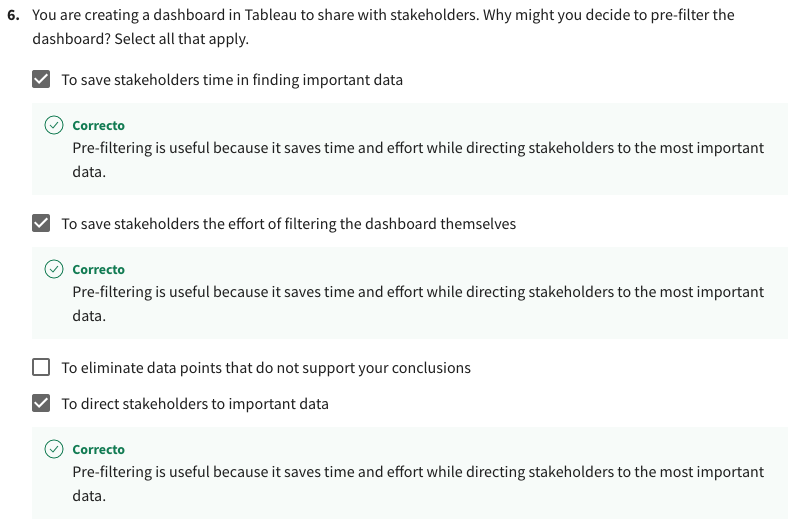 6. You are creating a dashboard in Tableau to share with stakeholders. Why might you decide to pre-filter the
dashboard? Select all that apply.
To save stakeholders time in finding important data
Correcto
Pre-filtering is useful because it saves time and effort while directing stakeholders to the most important
data.
To save stakeholders the effort of filtering the dashboard themselves
Correcto
Pre-filtering is useful because it saves time and effort while directing stakeholders to the most important
data.
To eliminate data points that do not support your conclusions
To direct stakeholders to important data
Correcto
Pre-filtering is useful because it saves time and effort while directing stakeholders to the most important
data.